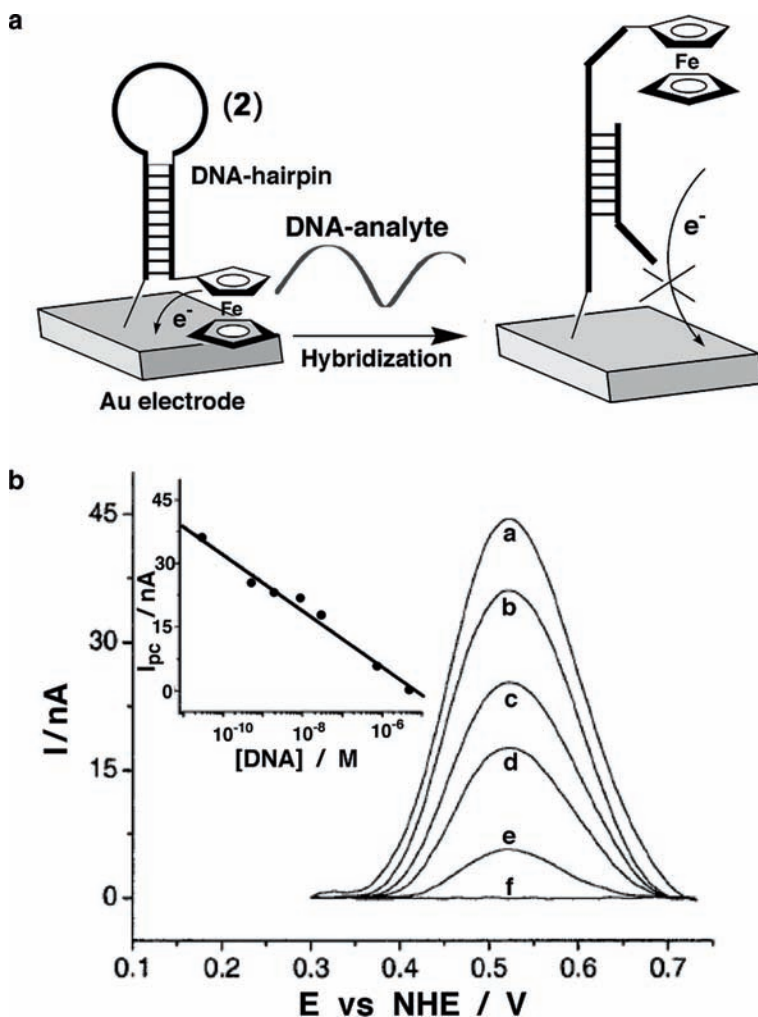 a
(2)
DNA-hairpin
Fe
e-
Au electrode
DNA-analyte
Hybridization
Fe
e-
b
I/nA
45
30
15
0
0.1 0.2 0.3 0.4 0.5 0.6 0.7
E vs NHE / V
a
b
c
d
e
f
Ipc / nA
45
30
15
0
10-10 10-8 10-6
[DNA] / M